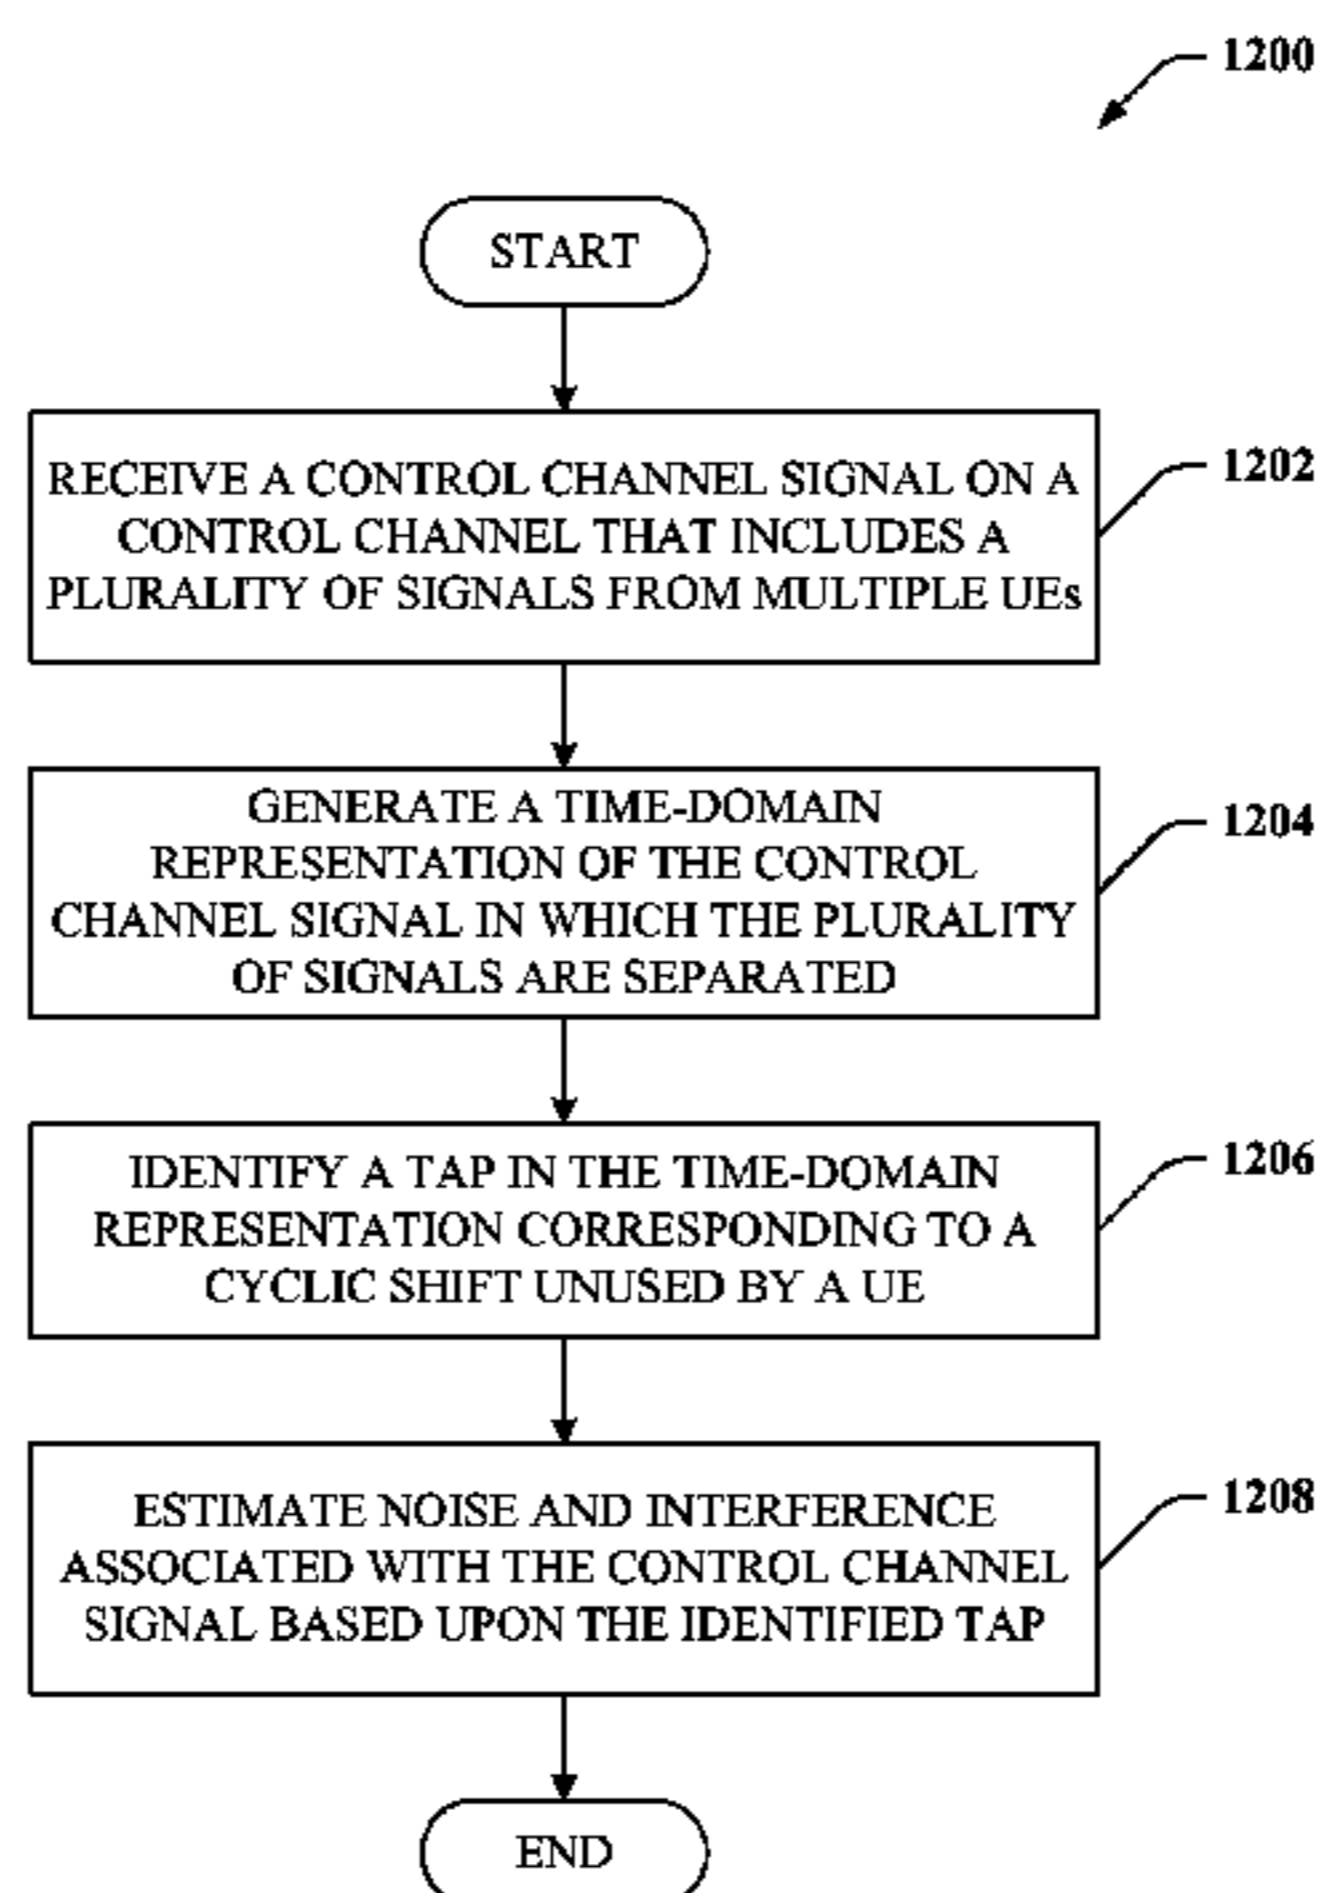 1200
START
RECEIVE A CONTROL CHANNEL SIGNAL ON A
CONTROL CHANNEL THAT INCLUDES A
PLURALITY OF SIGNALS FROM MULTIPLE UEs
1202
GENERATE A TIME-DOMAIN
REPRESENTATION OF THE CONTROL
CHANNEL SIGNAL IN WHICH THE PLURALITY
OF SIGNALS ARE SEPARATED
1204
IDENTIFY A TAP IN THE TIME-DOMAIN
REPRESENTATION CORRESPONDING TO A
CYCLIC SHIFT UNUSED BY A UE
1206
ESTIMATE NOISE AND INTERFERENCE
ASSOCIATED WITH THE CONTROL CHANNEL
SIGNAL BASED UPON THE IDENTIFIED TAP
1208
END